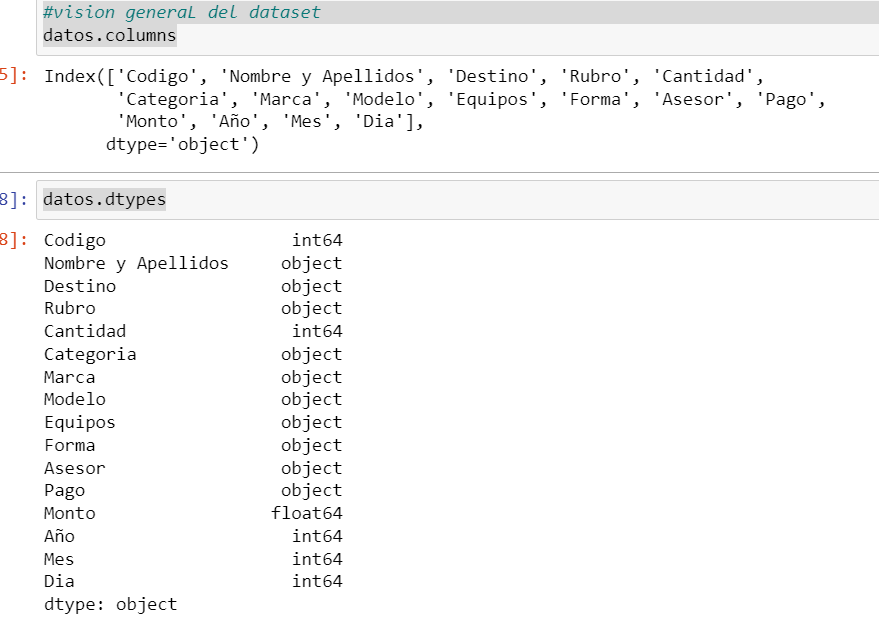 #vision generaL del dataset
datos.columns
5]: Index(['Codigo', 'Nombre y Apellidos', 'Destino', 'Rubro', 'Cantidad',
'Categoria', 'Marca', 'Modelo', 'Equipos', 'Forma', 'Asesor', 'Pago',
'Monto', 'Año', 'Mes', 'Dia'],
dtype='object')
8]: datos.dtypes
8]: Codigo int64
Nombre y Apellidos object
Destino object
Rubro object
Cantidad int64
Categoria object
Marca object
Modelo object
Equipos object
Forma object
Asesor object
Pago object
Monto float64
Año int64
Mes int64
Dia int64
dtype: object